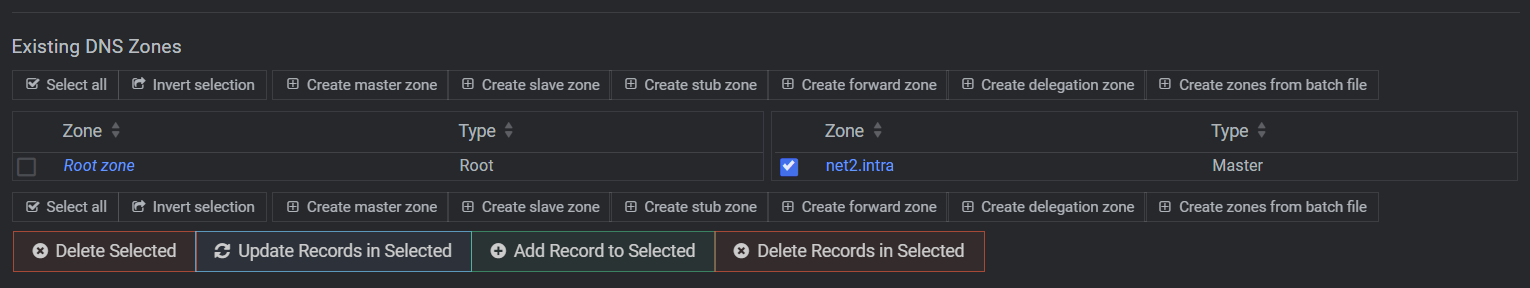 Existing DNS Zones
Select all Invert selection Create master zone Create slave zone Create stub zone Create forward zone Create delegation zone Create zones from batch file
Zone Type Zone Type
Root zone Root net2.intra Master
Select all Invert selection Create master zone Create slave zone Create stub zone Create forward zone Create delegation zone Create zones from batch file
Delete Selected Update Records in Selected Add Record to Selected Delete Records in Selected